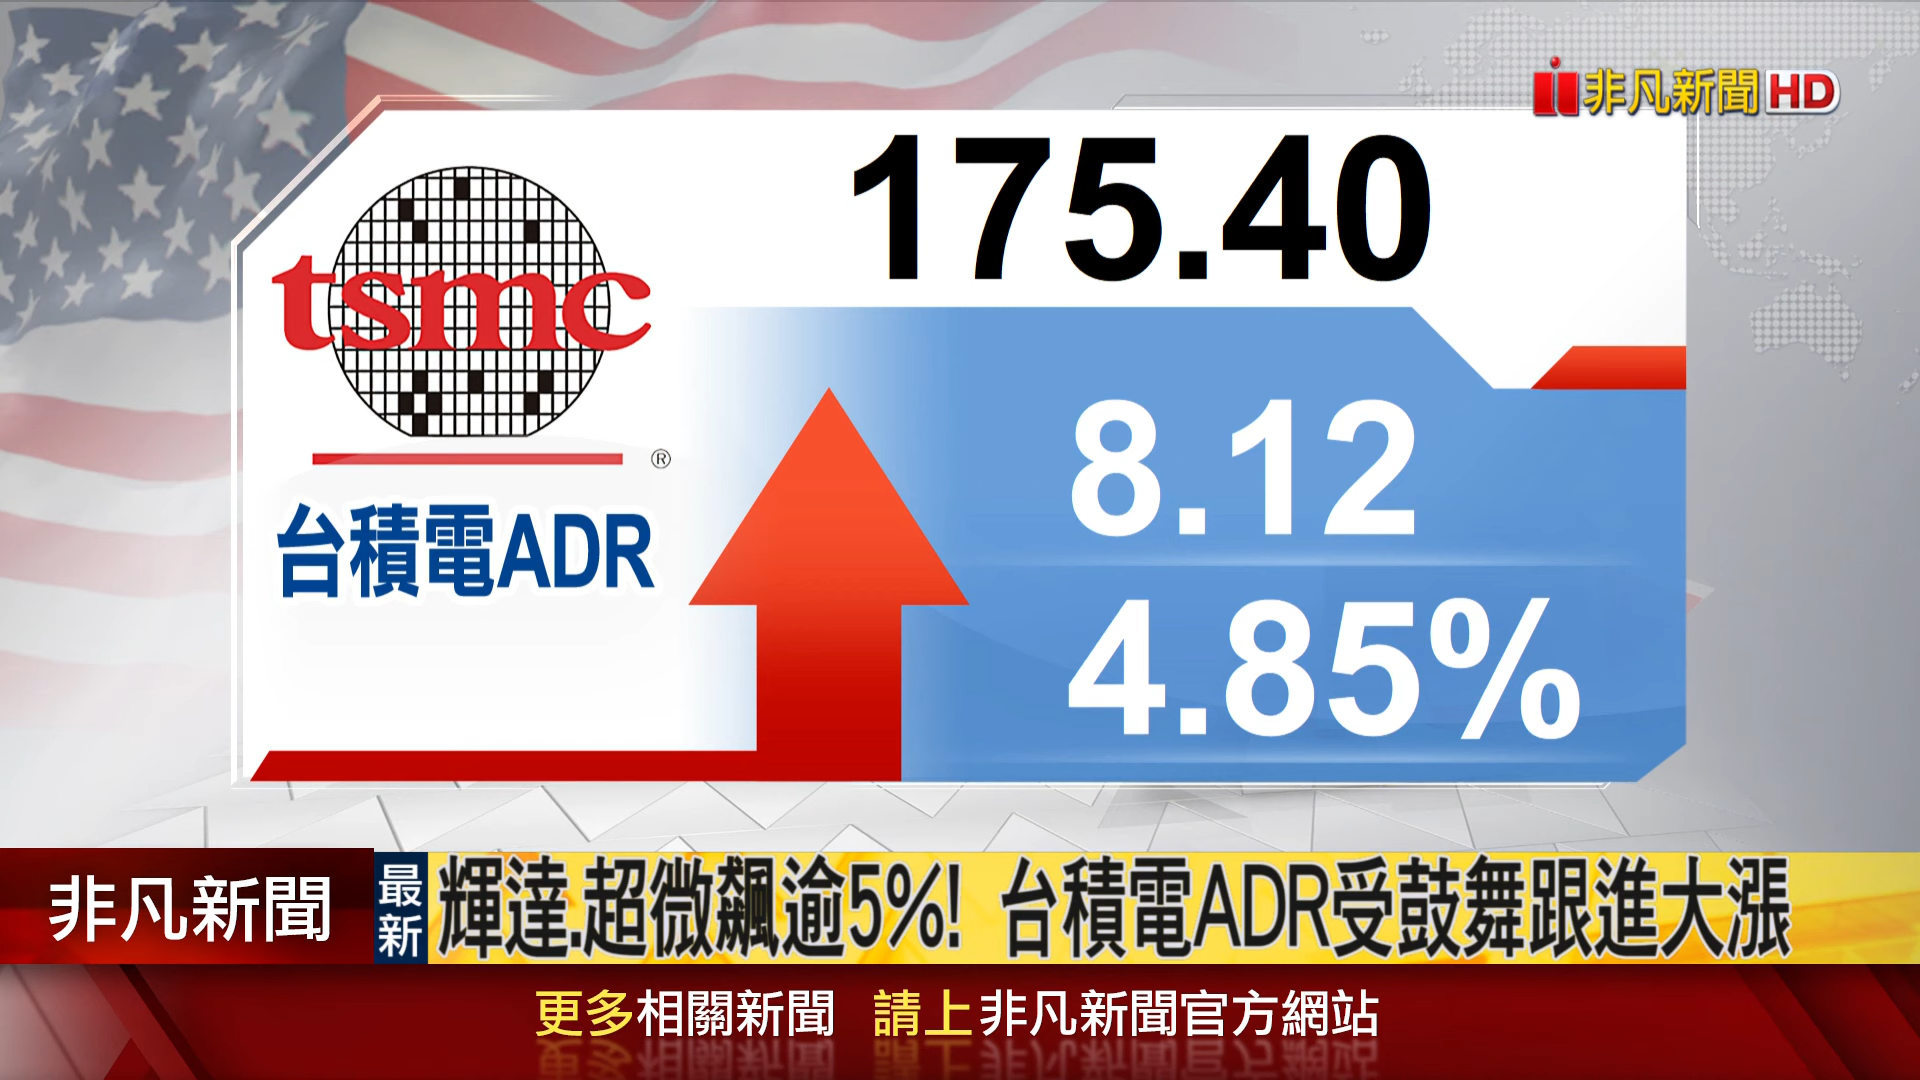 非凡新聞HD
175.40
tsmc
®
台積電ADR
8.12
4.85%
非凡新聞
最新
輝達.超微飆逾5%! 台積電ADR受鼓舞跟進大漲
更多相關新聞 請上非凡新聞官方網站